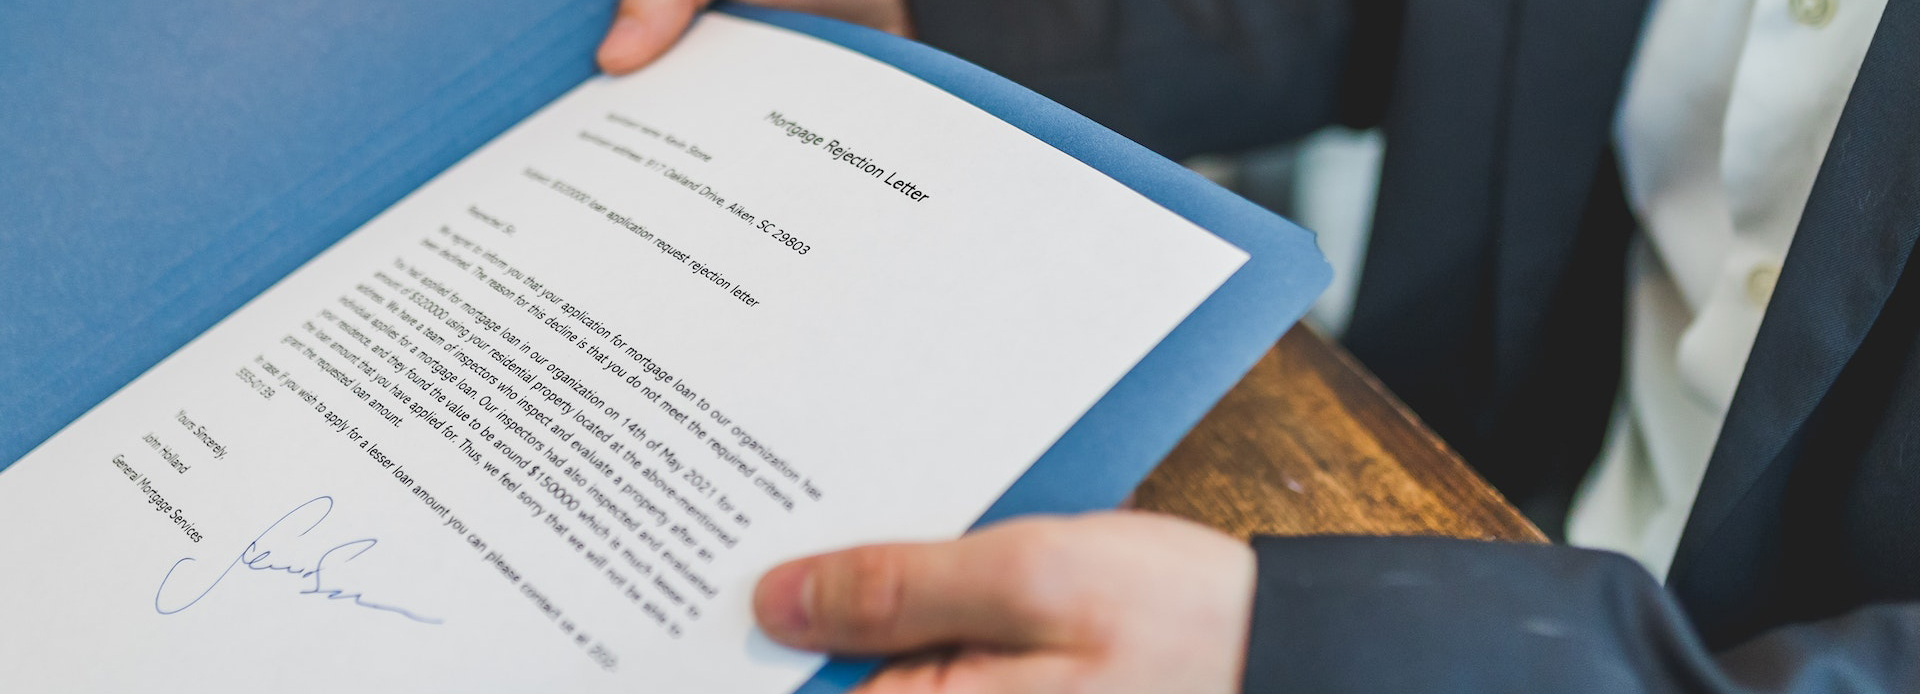 Mortgage Rejection Letter
Applicant name: Kevin Stone
Applicant address: 917 Oakland Drive, Aiken, SC 29803
Subject: $320000 loan application request rejection letter
Respected Sir,
We regret to inform you that your application for mortgage loan to our organization has
been declined. The reason for this decline is that you do not meet the required criteria.
You had applied for mortgage loan in our organization on 14th of May 2021 for an
amount of $320000 using your residential property located at the above-mentioned
address. We have a team of inspectors who inspect and evaluate a property after an
individual applies for a mortgage loan. Our inspectors had also inspected and evaluated
your residence, and they found the value to be around $150000 which is much lesser to
the loan amount that you have applied for. Thus, we feel sorry that we will not be able to
grant the requested loan amount.
In case if you wish to apply for a lesser loan amount you can please contact us at
555-0139.
Yours Sincerely,
John Holland
General Mortgage Services